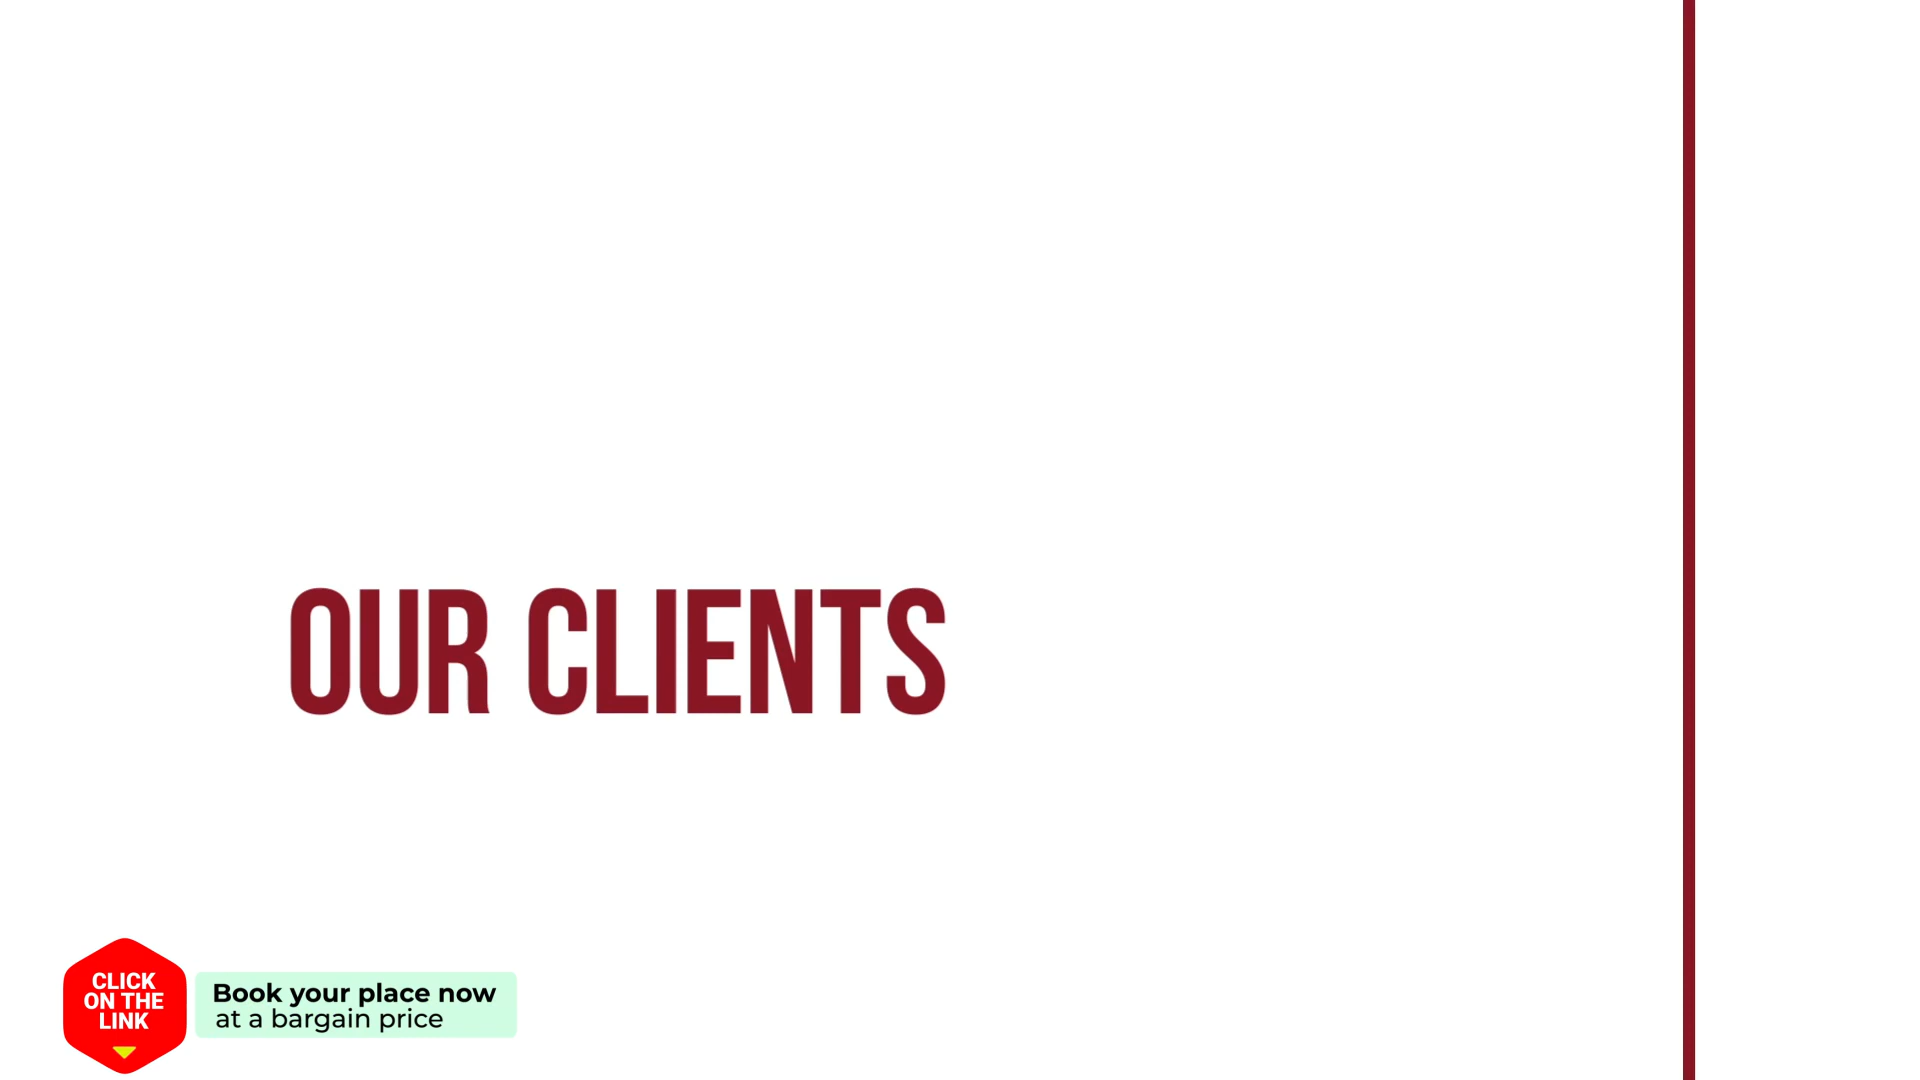 OUR CLIENTS
CLICK
ON THE
LINK
Book your place now
at a bargain price